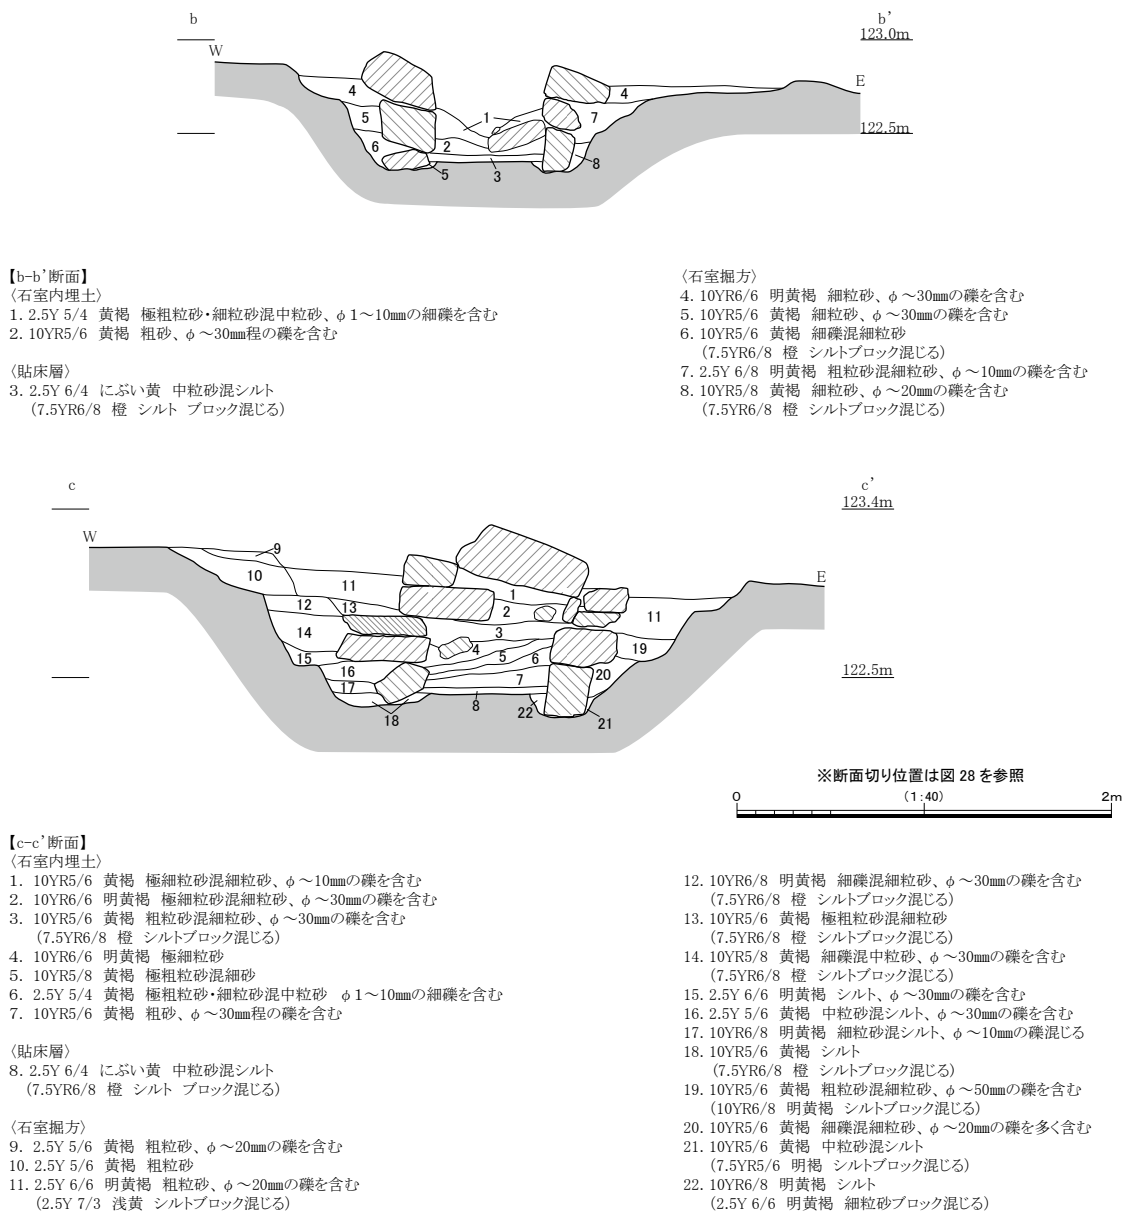 b
b’
123.0m
W
E
4
4
1
7
5
122.5m
2
6
8
5
3
【b-b’断面】
〈石室内埋土〉
1. 2.5Y 5/4 黄褐 極粗粒砂・細粒砂混中粒砂、φ1～10㎜の細礫を含む
2. 10YR5/6 黄褐 粗砂、φ～30㎜程の礫を含む
〈貼床層〉
3. 2.5Y 6/4 にぶい黄 中粒砂混シルト
(7.5YR6/8 橙 シルト ブロック混じる)
〈石室掘方〉
4. 10YR6/6 明黄褐 細粒砂、φ～30㎜の礫を含む
5. 10YR5/6 黄褐 細粒砂、φ～30㎜の礫を含む
6. 10YR5/6 黄褐 細礫混細粒砂
(7.5YR6/8 橙 シルトブロック混じる)
7. 2.5Y 6/8 明黄褐 粗粒砂混細粒砂、φ～10㎜の礫を含む
8. 10YR5/8 黄褐 細粒砂、φ～20㎜の礫を含む
(7.5YR6/8 橙 シルトブロック混じる)
c
c’
123.4m
W
E
9
10
11
1
12
13
2
11
14
3
4
19
15
5
6
16
7
20
122.5m
17
8
22
18
21
※断面切り位置は図 28 を参照
0
(1:40)
2m
【c-c’断面】
〈石室内埋土〉
1. 10YR5/6 黄褐 極細粒砂混細粒砂、φ～10㎜の礫を含む
2. 10YR6/6 明黄褐 極細粒砂混細粒砂、φ～30㎜の礫を含む
3. 10YR5/6 黄褐 粗粒砂混細粒砂、φ～30㎜の礫を含む
(7.5YR6/8 橙 シルトブロック混じる)
4. 10YR6/6 明黄褐 極細粒砂
5. 10YR5/8 黄褐 極粗粒砂混細砂
6. 2.5Y 5/4 黄褐 極粗粒砂・細粒砂混中粒砂 φ1～10㎜の細礫を含む
7. 10YR5/6 黄褐 粗砂、φ～30㎜程の礫を含む
〈貼床層〉
8. 2.5Y 6/4 にぶい黄 中粒砂混シルト
(7.5YR6/8 橙 シルト ブロック混じる)
〈石室掘方〉
9. 2.5Y 5/6 黄褐 粗粒砂、φ～20㎜の礫を含む
10. 2.5Y 5/6 黄褐 粗粒砂
11. 2.5Y 6/6 明黄褐 粗粒砂、φ～20㎜の礫を含む
(2.5Y 7/3 浅黄 シルトブロック混じる)
12. 10YR6/8 明黄褐 細礫混細粒砂、φ～30㎜の礫を含む
(7.5YR6/8 橙 シルトブロック混じる)
13. 10YR5/6 黄褐 極粗粒砂混細粒砂
(7.5YR6/8 橙 シルトブロック混じる)
14. 10YR5/8 黄褐 細礫混中粒砂、φ～30㎜の礫を含む
(7.5YR6/8 橙 シルトブロック混じる)
15. 2.5Y 6/6 明黄褐 シルト、φ～30㎜の礫を含む
16. 2.5Y 5/6 黄褐 中粒砂混シルト、φ～30㎜の礫を含む
17. 10YR6/8 明黄褐 細粒砂混シルト、φ～10㎜の礫混じる
18. 10YR5/6 黄褐 シルト
(7.5YR6/8 橙 シルトブロック混じる)
19. 10YR5/6 黄褐 粗粒砂混細粒砂、φ～50㎜の礫を含む
(10YR6/8 明黄褐 シルトブロック混じる)
20. 10YR5/6 黄褐 細礫混細粒砂、φ～20㎜の礫を多く含む
21. 10YR5/6 黄褐 中粒砂混シルト
(7.5YR5/6 明褐 シルトブロック混じる)
22. 10YR6/8 明黄褐 シルト
(2.5Y 6/6 明黄褐 細粒砂ブロック混じる)